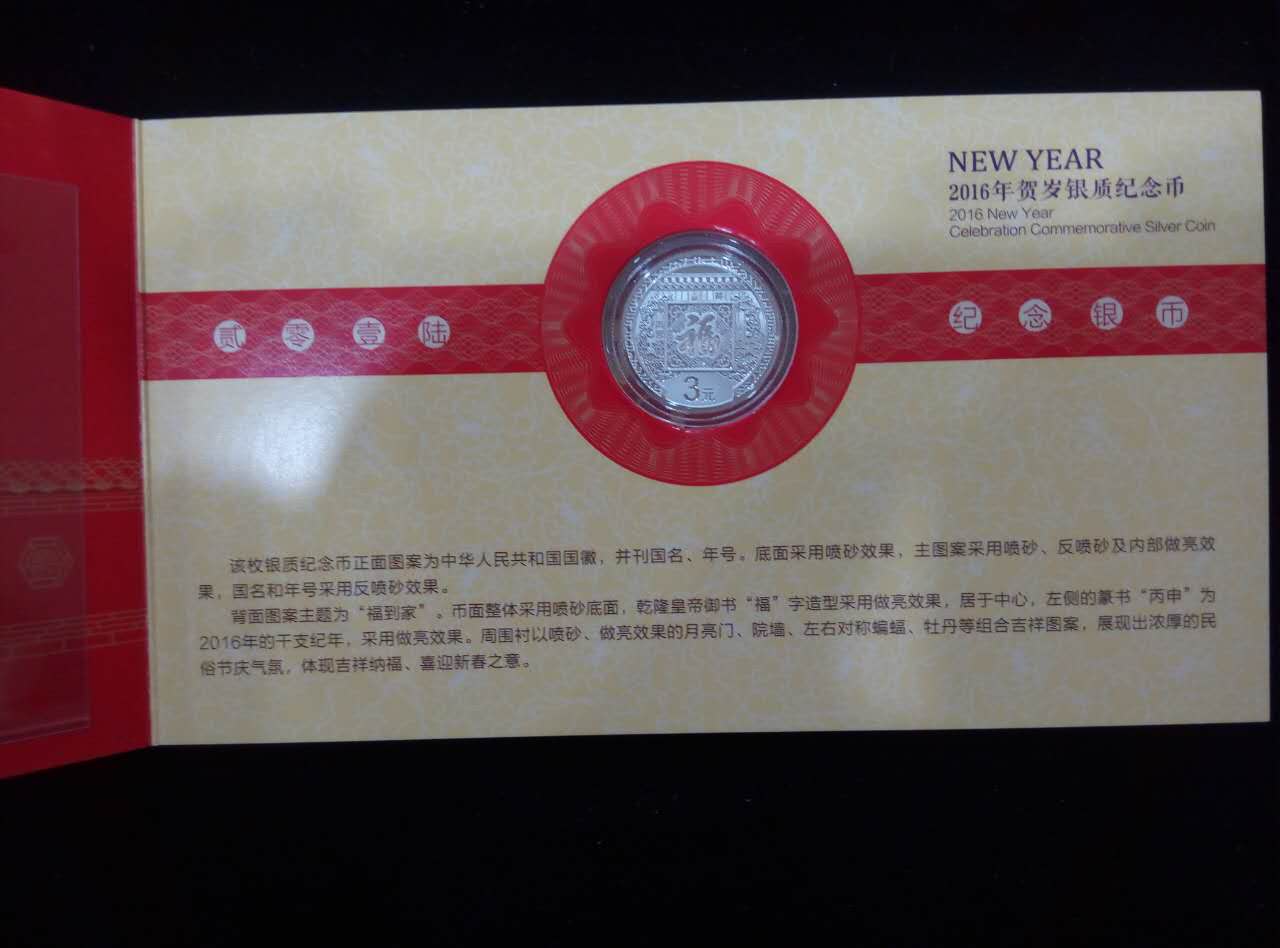 NEW YEAR
2016年贺岁银质纪念币
2016 New Year
Celebration Commemorative Silver Coin
贰零壹陆
纪念银币
福
3元
该枚银质纪念币正面图案为中华人民共和国国徽，并刊国名、年号。底面采用喷砂效果，主图案采用喷砂、反喷砂及内部做亮效
果，国名和年号采用反喷砂效果。
背面图案主题为“福到家”。币面整体采用喷砂底面，乾隆皇帝御书“福”字造型采用做亮效果，居于中心，左侧的篆书“丙申”为
2016年的干支纪年，采用做亮效果。周围衬以喷砂、做亮效果的月亮门、院墙、左右对称蝙蝠、牡丹等组合吉祥图案，展现出浓厚的民
俗节庆气氛，体现吉祥纳福、喜迎新春之意。